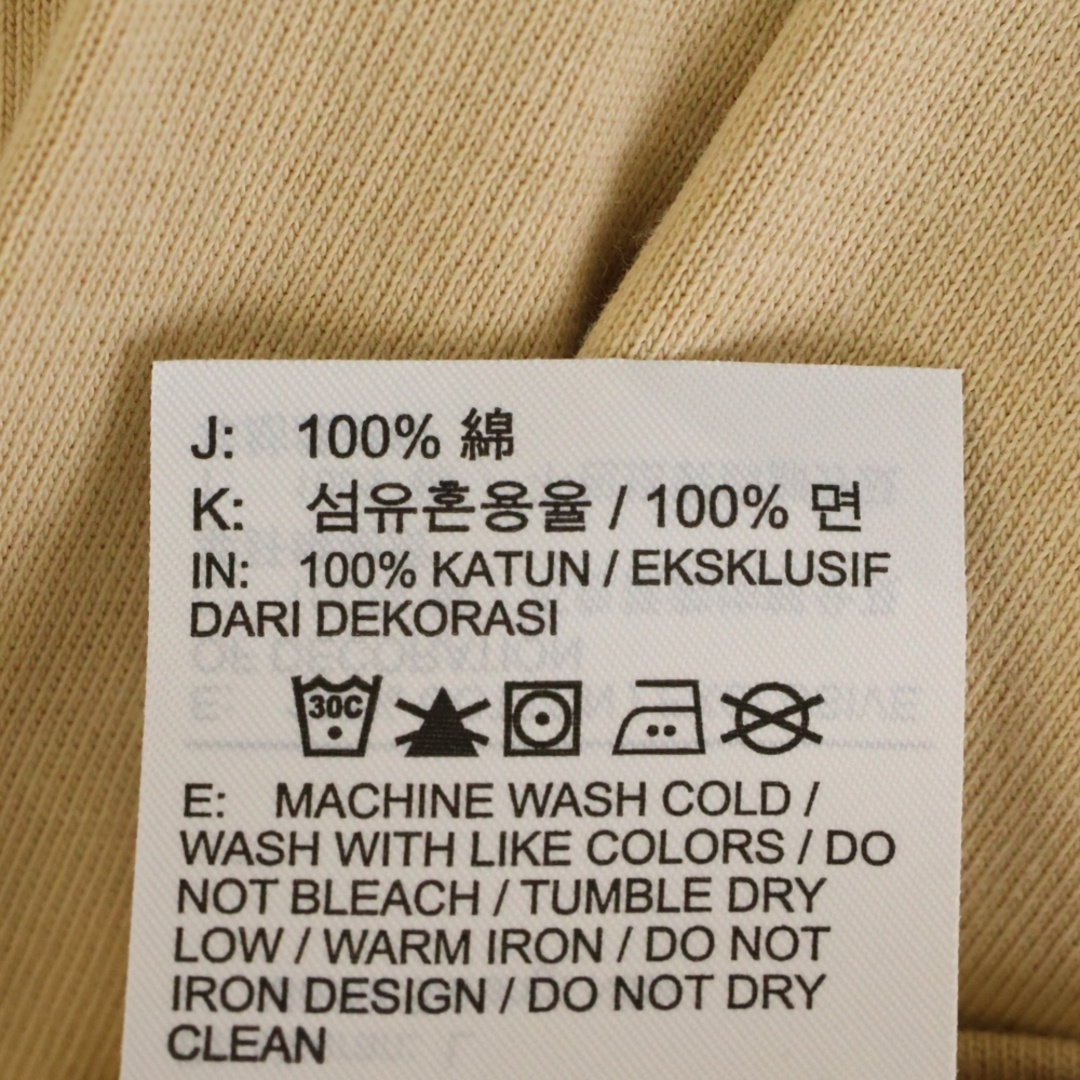 J: 100% 綿
K: 섬유혼용율 / 100% 면
IN: 100% KATUN / EKSKLUSIF
DARI DEKORASI
30C
E: MACHINE WASH COLD /
WASH WITH LIKE COLORS / DO
NOT BLEACH / TUMBLE DRY
LOW / WARM IRON / DO NOT
IRON DESIGN / DO NOT DRY
CLEAN